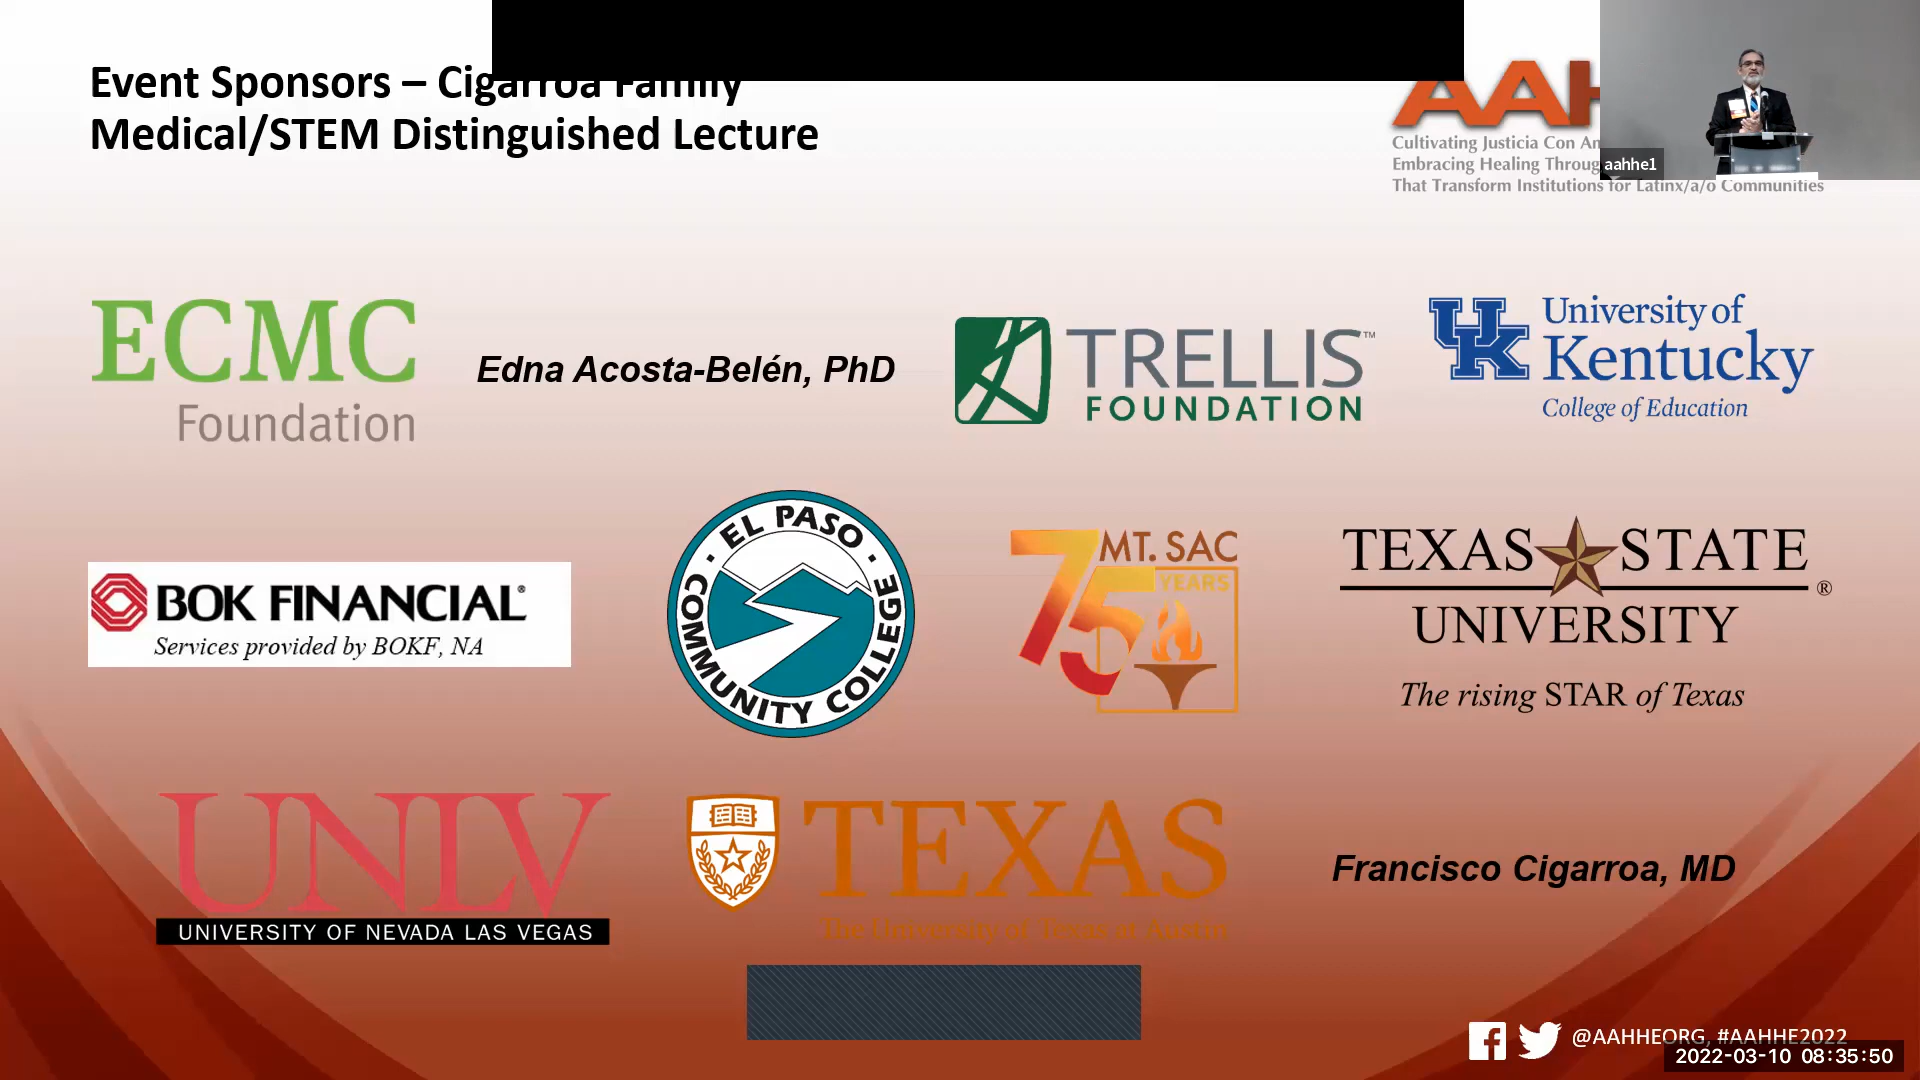 Event Sponsors – Cigarroa Family
Medical/STEM Distinguished Lecture
AAH
Cultivating Justicia Con
Embracing Healing
That Transform Institutions for Latinx/a/o Communities
aahhe1
ECMC
Foundation
Edna Acosta-Belén, PhD
TRELLIS™
FOUNDATION
UK
University of
Kentucky
College of Education
BOK FINANCIAL®
Services provided by BOKF, NA
EL PASO
COMMUNITY COLLEGE
75
MT. SAC
YEARS
TEXAS STATE
®
UNIVERSITY
The rising STAR of Texas
UNLV
UNIVERSITY OF NEVADA LAS VEGAS
TEXAS
The University of Texas at Austin
Francisco Cigarroa, MD
@AAHHEORG, #AAHHE2022
2022-03-10 08:35:50